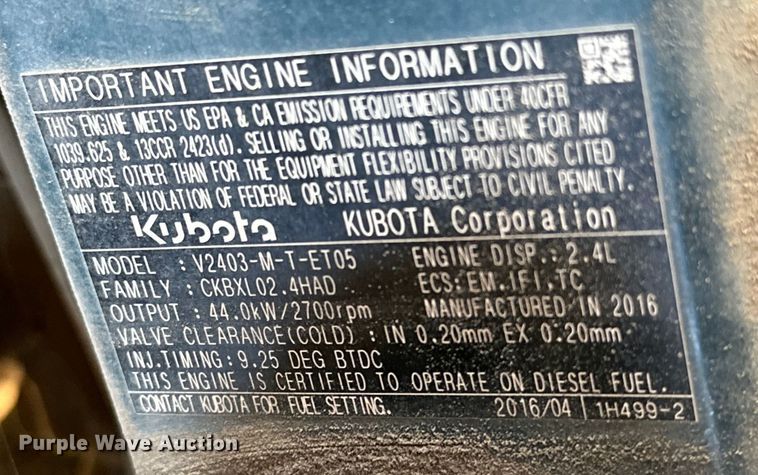 IMPORTANT ENGINE INFORMATION
THIS ENGINE MEETS US EPA & CA EMISSION REQUIREMENTS UNDER 40CFR
1039.625 & 13CCR 2423(d). SELLING OR INSTALLING THIS ENGINE FOR ANY
PURPOSE OTHER THAN FOR THE EQUIPMENT FLEXIBILITY PROVISIONS CITED
MAY BE A VIOLATION OF FEDERAL OR STATE LAW SUBJECT TO CIVIL PENALTY.
Kubota KUBOTA Corporation
MODEL : V2403-M-T-ET05 ENGINE DISP.: 2.4L
FAMILY : CKBXL02.4HAD ECS:EM,IFI,TC
OUTPUT : 44.0kW/2700rpm MANUFACTURED IN 2016
VALVE CLEARANCE(COLD) : IN 0.20mm EX 0.20mm
INJ.TIMING: 9.25 DEG BTDC
THIS ENGINE IS CERTIFIED TO OPERATE ON DIESEL FUEL.
CONTACT KUBOTA FOR FUEL SETTING. 2016/04 1H499-2
Purple Wave Auction